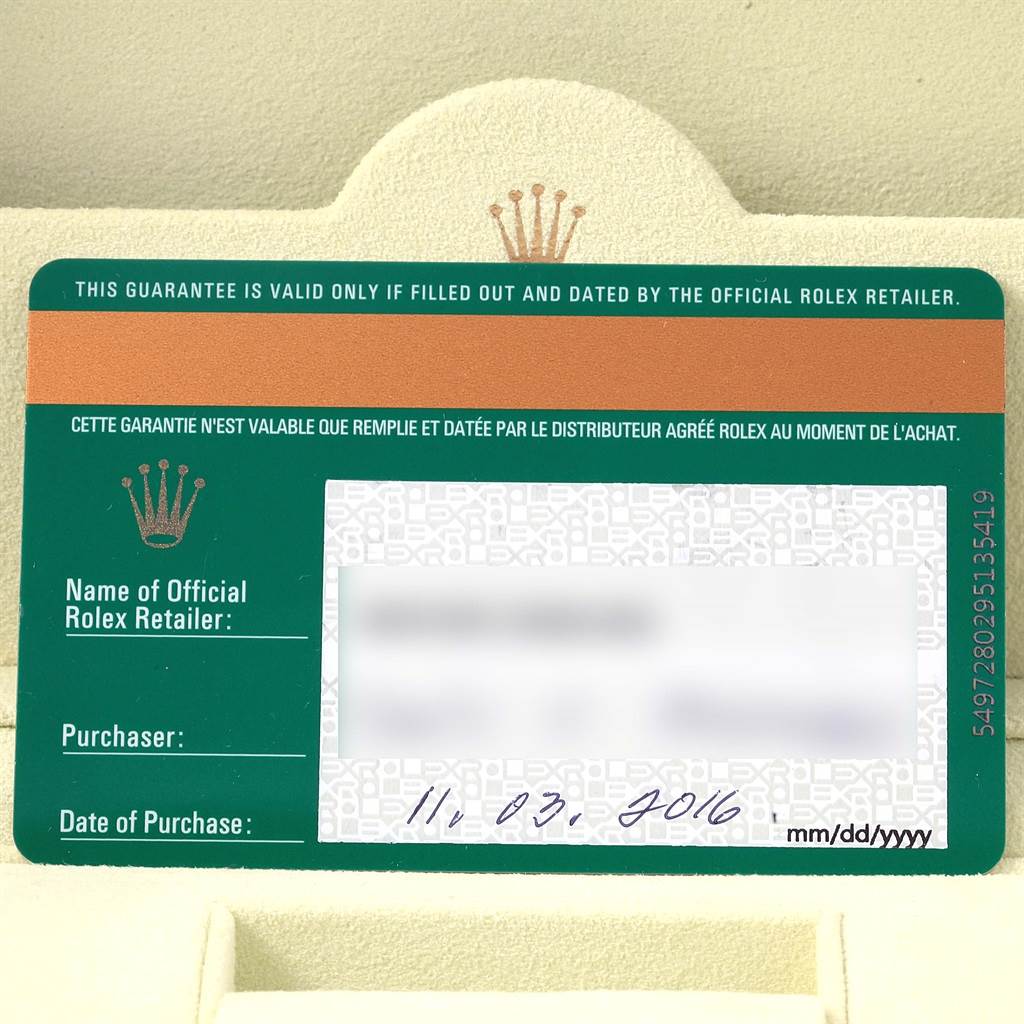 THIS GUARANTEE IS VALID ONLY IF FILLED OUT AND DATED BY THE OFFICIAL ROLEX RETAILER.
CETTE GARANTIE N'EST VALABLE QUE REMPLIE ET DATÉE PAR LE DISTRIBUTEUR AGRÉÉ ROLEX AU MOMENT DE L'ACHAT.
Name of Official
Rolex Retailer:
Purchaser:
Date of Purchase:
11. 03. 2016
mm/dd/yyyy
5497280295135419